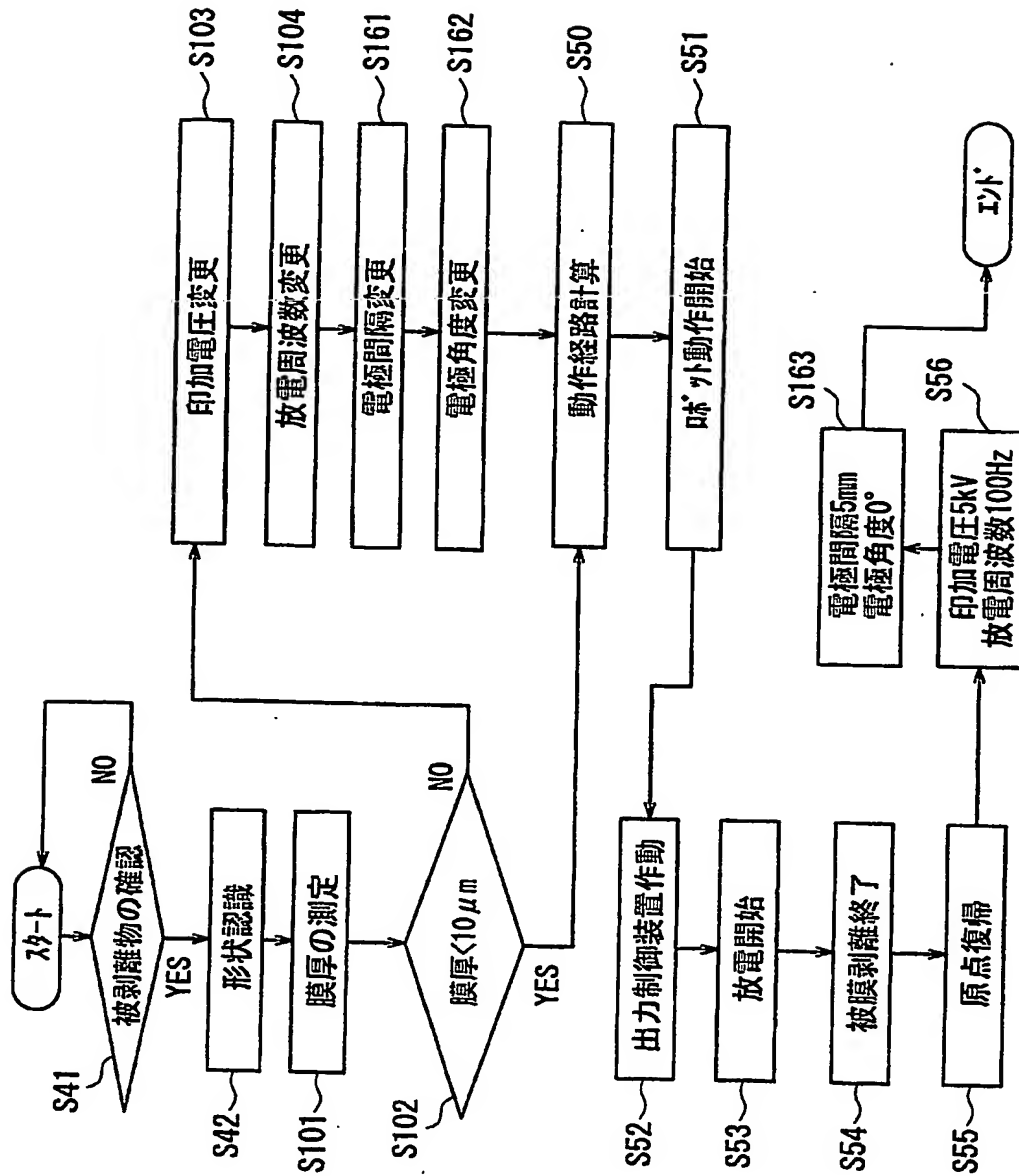 スタート
被剥離物の確認
S41
NO
YES
形状認識
S42
膜厚の測定
S101
膜厚<10μm
S102
NO
YES
印加電圧変更
S103
放電周波数変更
S104
電極間隔変更
S161
電極角度変更
S162
動作経路計算
S50
ロボット動作開始
S51
出力制御装置作動
S52
放電開始
S53
被膜剥離終了
S54
原点復帰
S55
印加電圧5kV
放電周波数100Hz
S56
電極間隔5mm
電極角度0°
S163
エンド